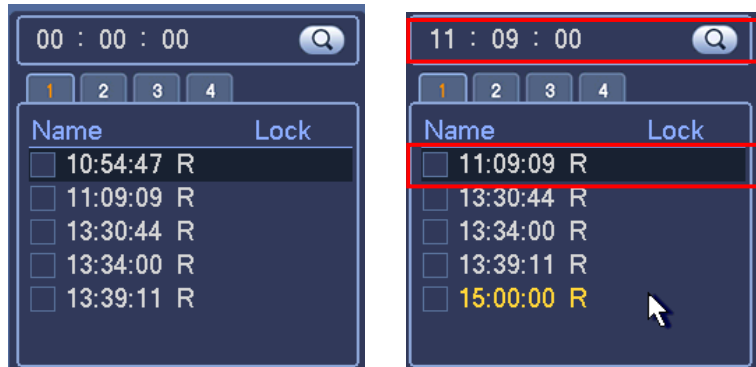 00 : 00 : 00
1 2 3 4
Name Lock
10:54:47 R
11:09:09 R
13:30:44 R
13:34:00 R
13:39:11 R
11 : 09 : 00
1 2 3 4
Name Lock
11:09:09 R
13:30:44 R
13:34:00 R
13:39:11 R
15:00:00 R